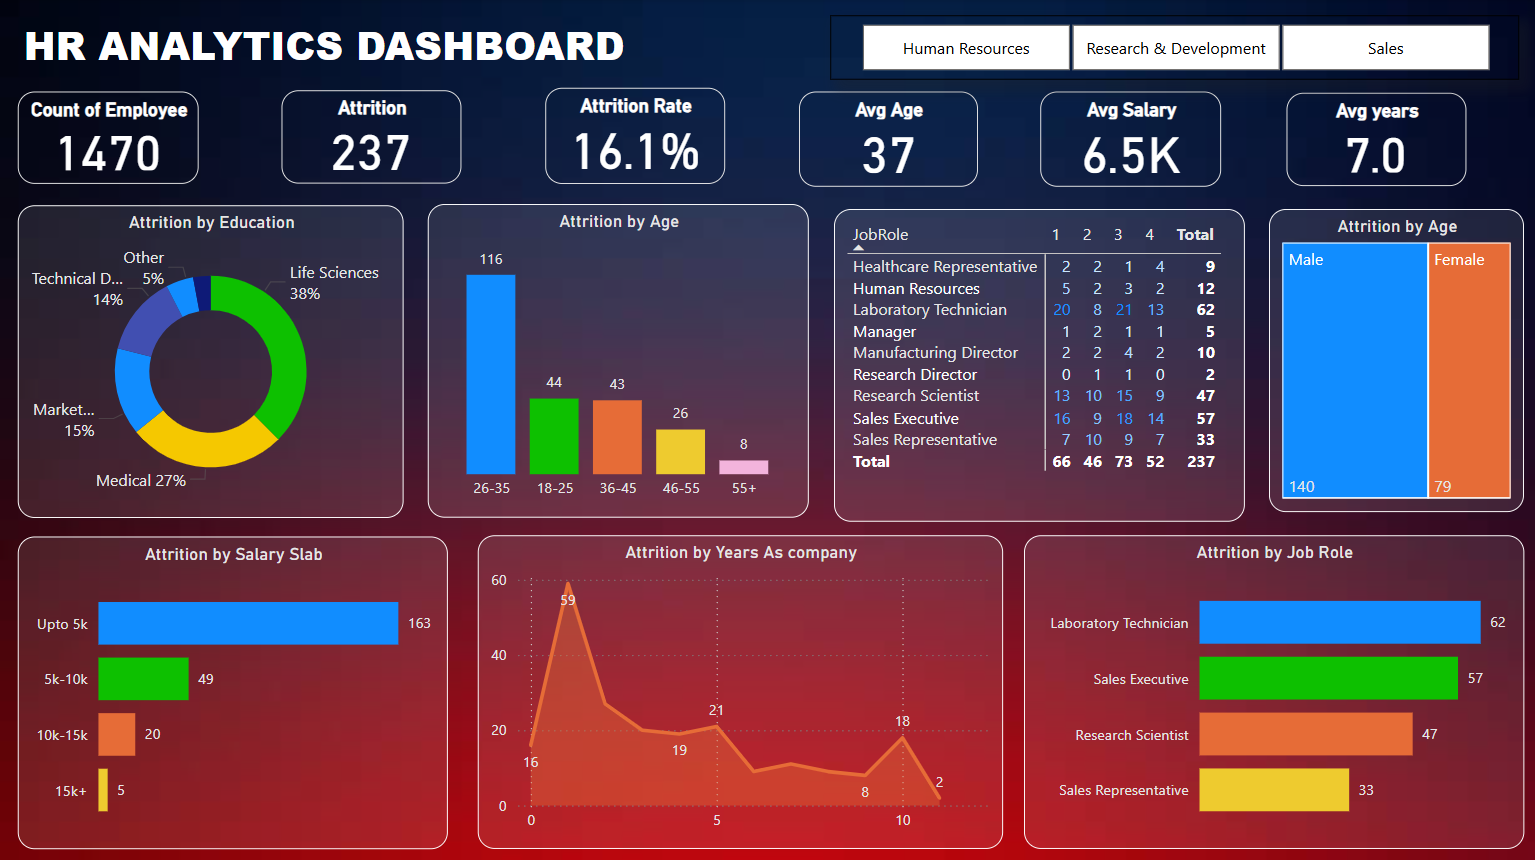 HR ANALYTICS DASHBOARD
Human Resources
Research & Development
Sales
Count of Employee
1470
Attrition
237
Attrition Rate
16.1%
Avg Age
37
Avg Salary
6.5K
Avg years
7.0
Attrition by Education
Other
5%
Life Sciences
38%
Technical D...
14%
Market...
15%
Medical 27%
Attrition by Age
116
44
43
26
8
26-35 18-25 36-45 46-55 55+
JobRole 1 2 3 4 Total
Healthcare Representative 2 2 1 4 9
Human Resources 5 2 3 2 12
Laboratory Technician 20 8 21 13 62
Manager 1 2 1 1 5
Manufacturing Director 2 2 4 2 10
Research Director 0 1 1 0 2
Research Scientist 13 10 15 9 47
Sales Executive 16 9 18 14 57
Sales Representative 7 10 9 7 33
Total 66 46 73 52 237
Attrition by Age
Male Female
140 79
Attrition by Salary Slab
Upto 5k 163
5k-10k 49
10k-15k 20
15k+ 5
Attrition by Years As company
60
40
20
0
16
59
19
21
8
18
2
0 5 10
Attrition by Job Role
Laboratory Technician 62
Sales Executive 57
Research Scientist 47
Sales Representative 33